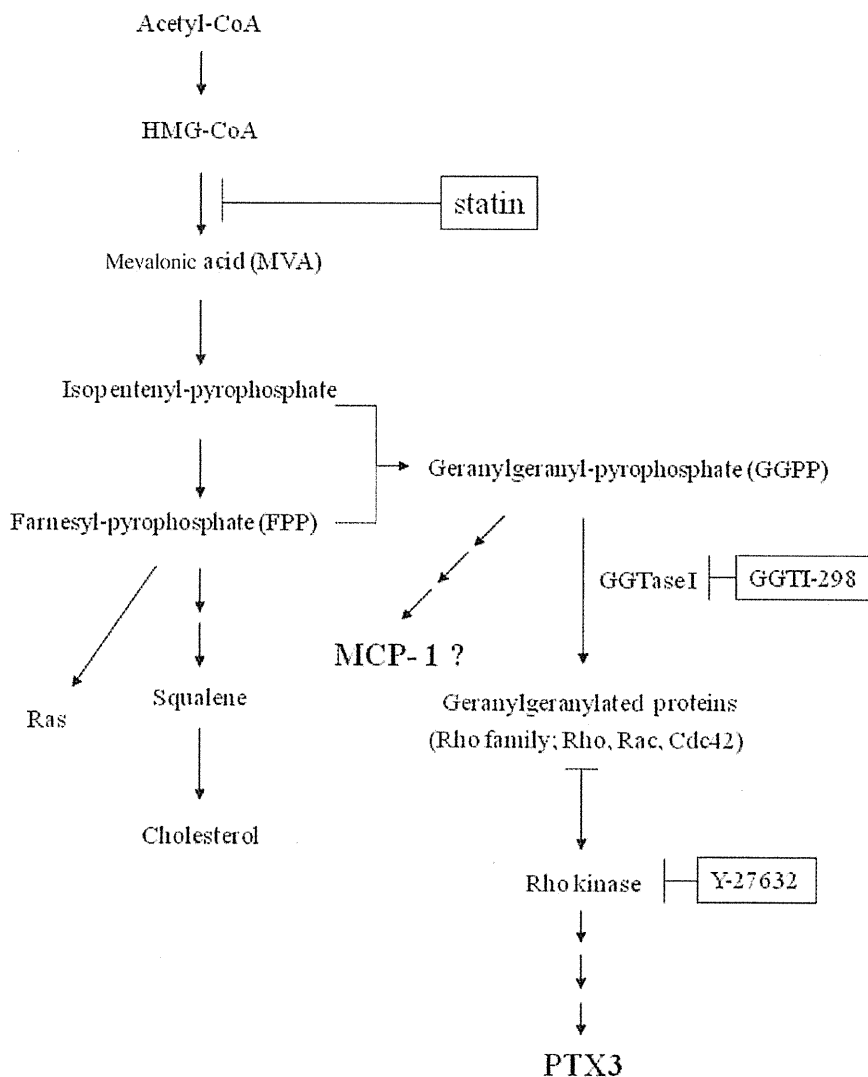 Acetyl-CoA
HMG-CoA
statin
Mevalonic acid (MVA)
Isopentenyl-pyrophosphate
Geranylgeranyl-pyrophosphate (GGPP)
Farnesyl-pyrophosphate (FPP)
GGTaseI
GGTI-298
MCP-1 ?
Ras
Squalene
Geranylgeranylated proteins
(Rho family; Rho, Rac, Cdc42)
Cholesterol
Rho kinase
Y-27632
PTX3